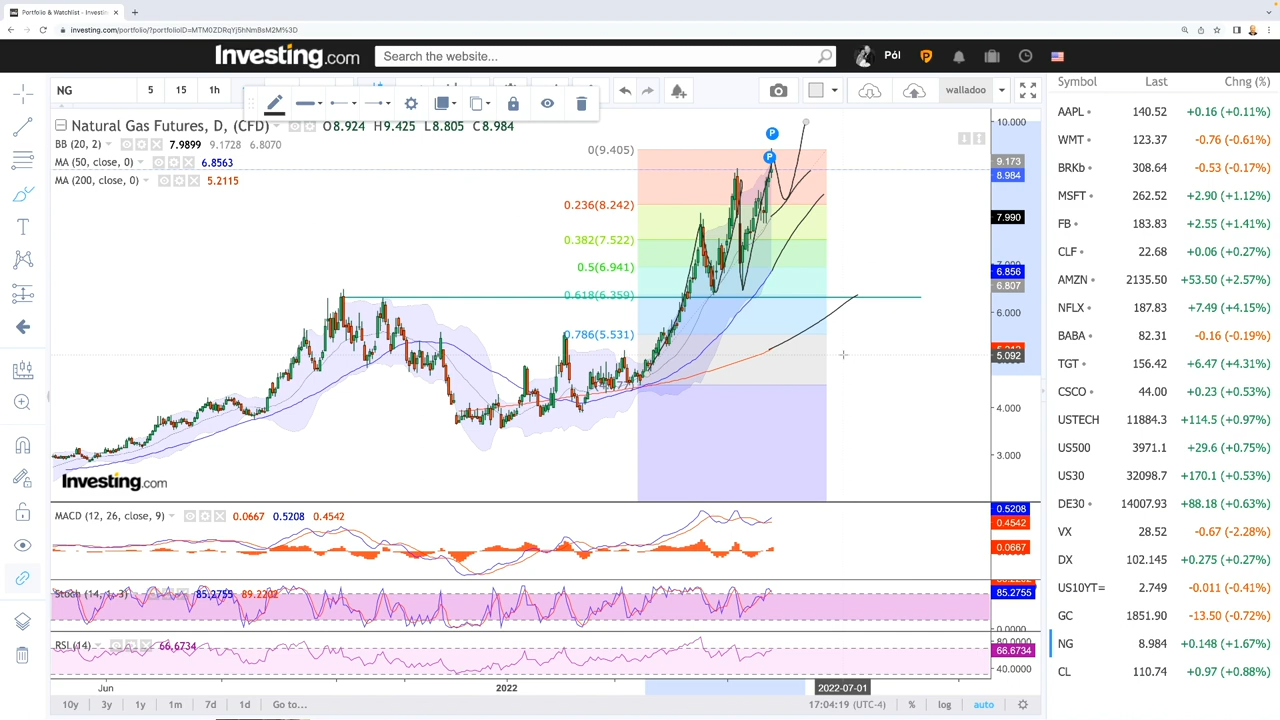 Portfolio & Watchlist - Investin
investing.com/portfolio/?portfolioID=MTM0ZDRqYj5hNmBsM2M%3D
Investing.com
Search the website...
Pól
NG
5
15
1h
walladoo
Natural Gas Futures, D, (CFD)
O8.924 H9.425 L8.805 C8.984
BB (20, 2)
7.9899 9.1728 6.8070
MA (50, close, 0)
6.8563
MA (200, close, 0)
5.2115
P
P
0(9.405)
0.236(8.242)
0.382(7.522)
0.5(6.941)
0.618(6.359)
0.786(5.531)
10.000
9.173
8.984
7.990
7.000
6.856
6.807
6.000
5.092
4.000
3.000
Investing.com
MACD (12, 26, close, 9)
0.0667 0.5208 0.4542
0.5208
0.4542
0.0667
Stoch (14, 1, 3)
85.2755 89.2202
85.2755
0.0000
RSI (14)
66.6734
80.0000
66.6734
40.0000
Jun
2022
2022-07-01
10y
3y
1y
1m
7d
1d
Go to...
17:04:19 (UTC-4)
%
log
auto
Symbol Last Chng (%)
AAPL 140.52 +0.16 (+0.11%)
WMT 123.37 -0.76 (-0.61%)
BRKb 308.64 -0.53 (-0.17%)
MSFT 262.52 +2.90 (+1.12%)
FB 183.83 +2.55 (+1.41%)
CLF 22.68 +0.06 (+0.27%)
AMZN 2135.50 +53.50 (+2.57%)
NFLX 187.83 +7.49 (+4.15%)
BABA 82.31 -0.16 (-0.19%)
TGT 156.42 +6.47 (+4.31%)
CSCO 44.00 +0.23 (+0.53%)
USTECH 11884.3 +114.5 (+0.97%)
US500 3971.1 +29.6 (+0.75%)
US30 32098.7 +170.1 (+0.53%)
DE30 14007.93 +88.18 (+0.63%)
VX 28.52 -0.67 (-2.28%)
DX 102.145 +0.275 (+0.27%)
US10YT= 2.749 -0.011 (-0.41%)
GC 1851.90 -13.50 (-0.72%)
NG 8.984 +0.148 (+1.67%)
CL 110.74 +0.97 (+0.88%)